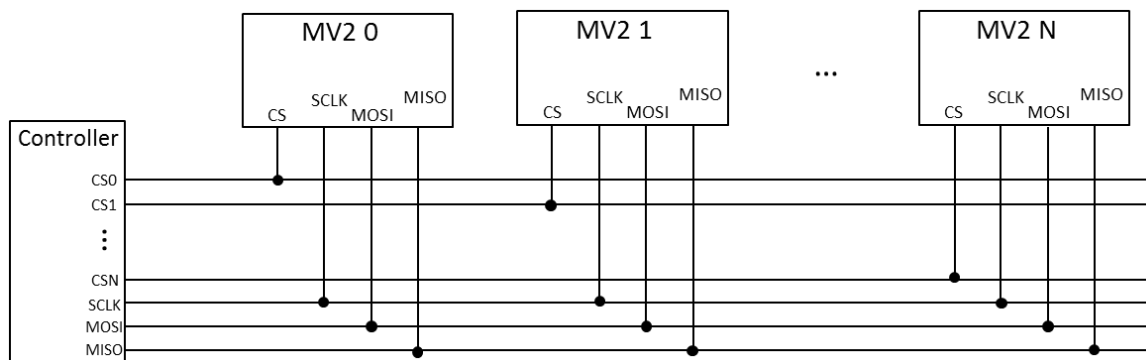 MV2 0
MV2 1
MV2 N
...
CS SCLK MOSI MISO
CS SCLK MOSI MISO
CS SCLK MOSI MISO
Controller
CS0
CS1
⋮
CSN
SCLK
MOSI
MISO